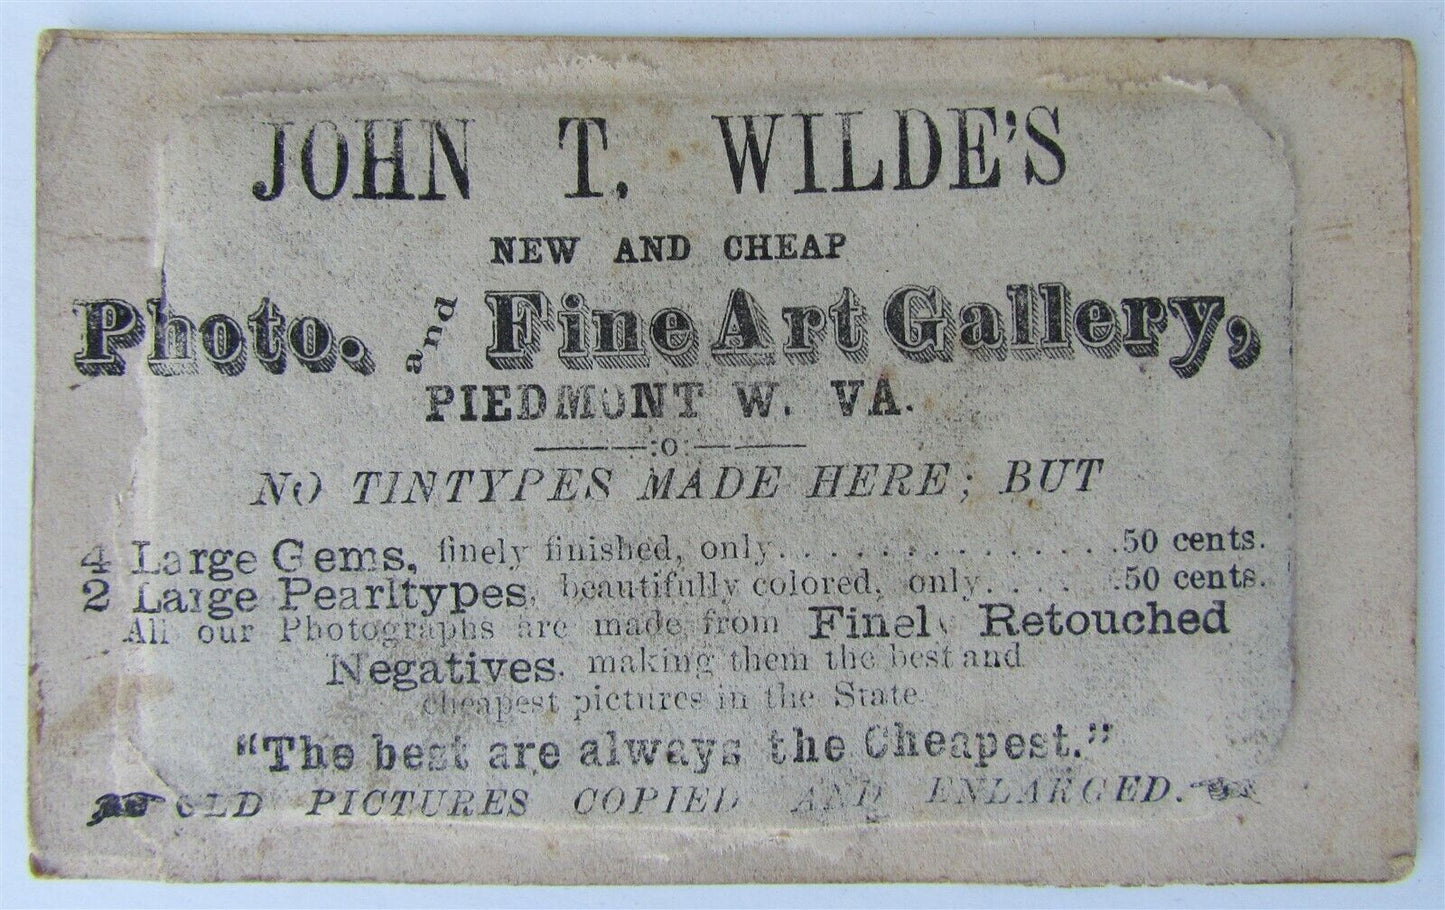 JOHN T. WILDE'S
NEW AND CHEAP
Photo. and Fine Art Gallery,
PIEDMONT W. VA.
———:o:———
NO TINTYPES MADE HERE; BUT
4 Large Gems, finely finished, only. . . . . . . . . . . . . . .50 cents.
2 Large Pearltypes, beautifully colored, only. . . . . .50 cents.
All our Photographs are made from Finely Retouched
Negatives. making them the best and
cheapest pictures in the State.
"The best are always the Cheapest."
OLD PICTURES COPIED AND ENLARGED.